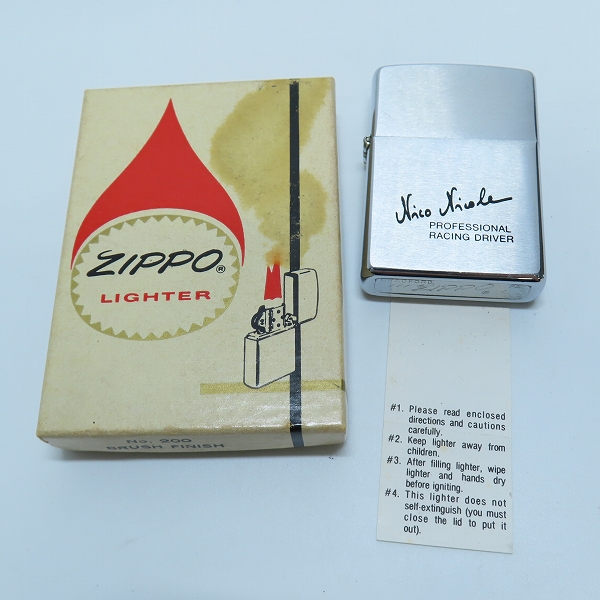 ZIPPO®
LIGHTER
No. 200
BRUSH FINISH
Nico Nicole
PROFESSIONAL
RACING DRIVER
ZIPPO
#1. Please read enclosed
directions and cautions
carefully.
#2. Keep lighter away from
children.
#3. After filling lighter, wipe
lighter and hands dry
before igniting.
#4. This lighter does not
self-extinguish (you must
close the lid to put it
out).